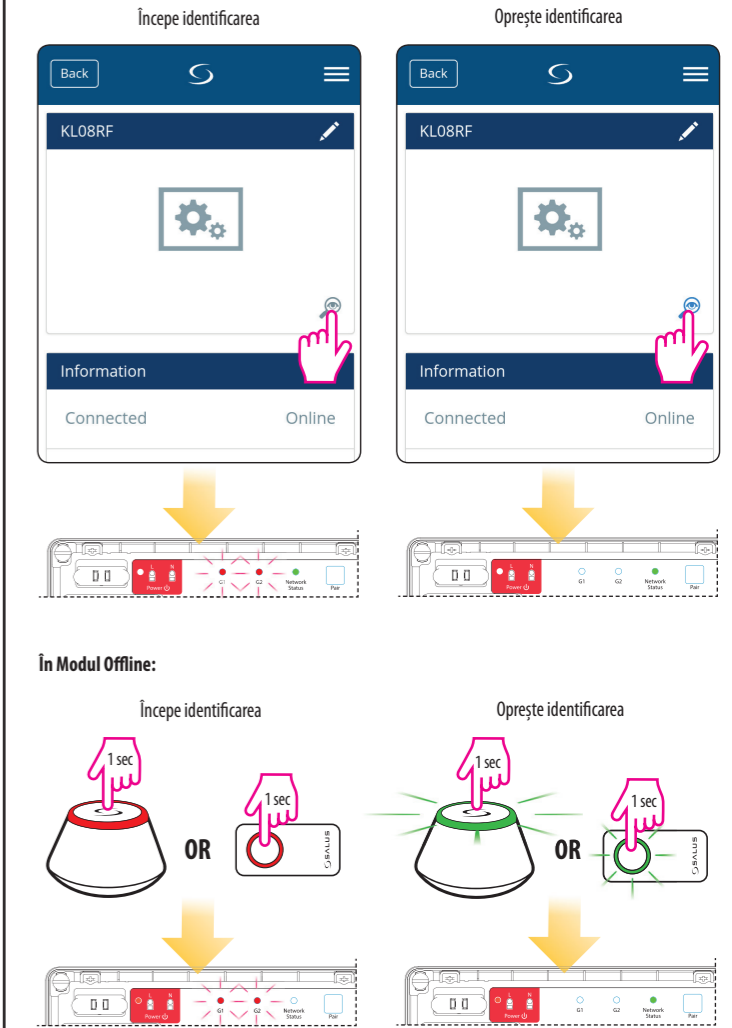 Începe identificarea
Oprește identificarea
Back
Back
KL08RF
KL08RF
Information
Information
Connected Online
Connected Online
L N
Power
G1 G2 Network Status Pair
L N
Power
G1 G2 Network Status Pair
În Modul Offline:
Începe identificarea
Oprește identificarea
1 sec
OR
1 sec
SALUS
1 sec
OR
1 sec
SALUS
L N
Power
G1 G2 Network Status Pair
L N
Power
G1 G2 Network Status Pair